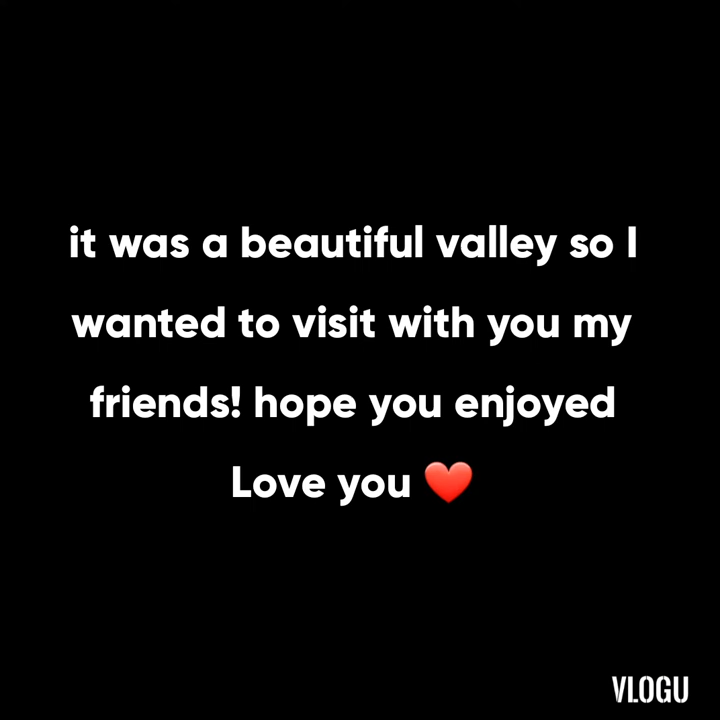 it was a beautiful valley so I
wanted to visit with you my
friends! hope you enjoyed
Love you ❤️
VLOGU